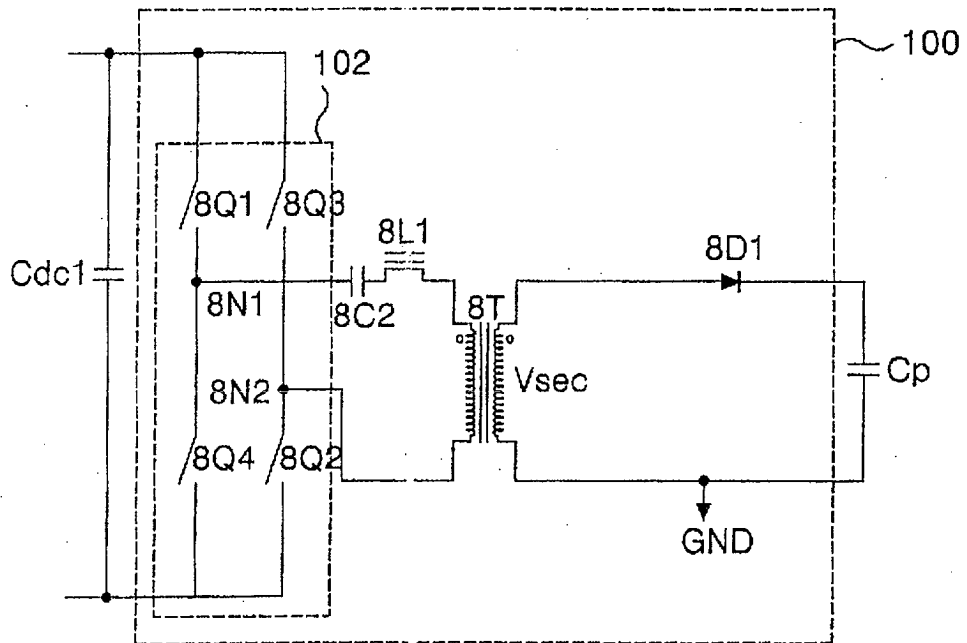 100
102
8Q1
8Q3
8L1
8D1
Cdc1
8N1
8C2
8T
Vsec
Cp
8N2
8Q4
8Q2
GND